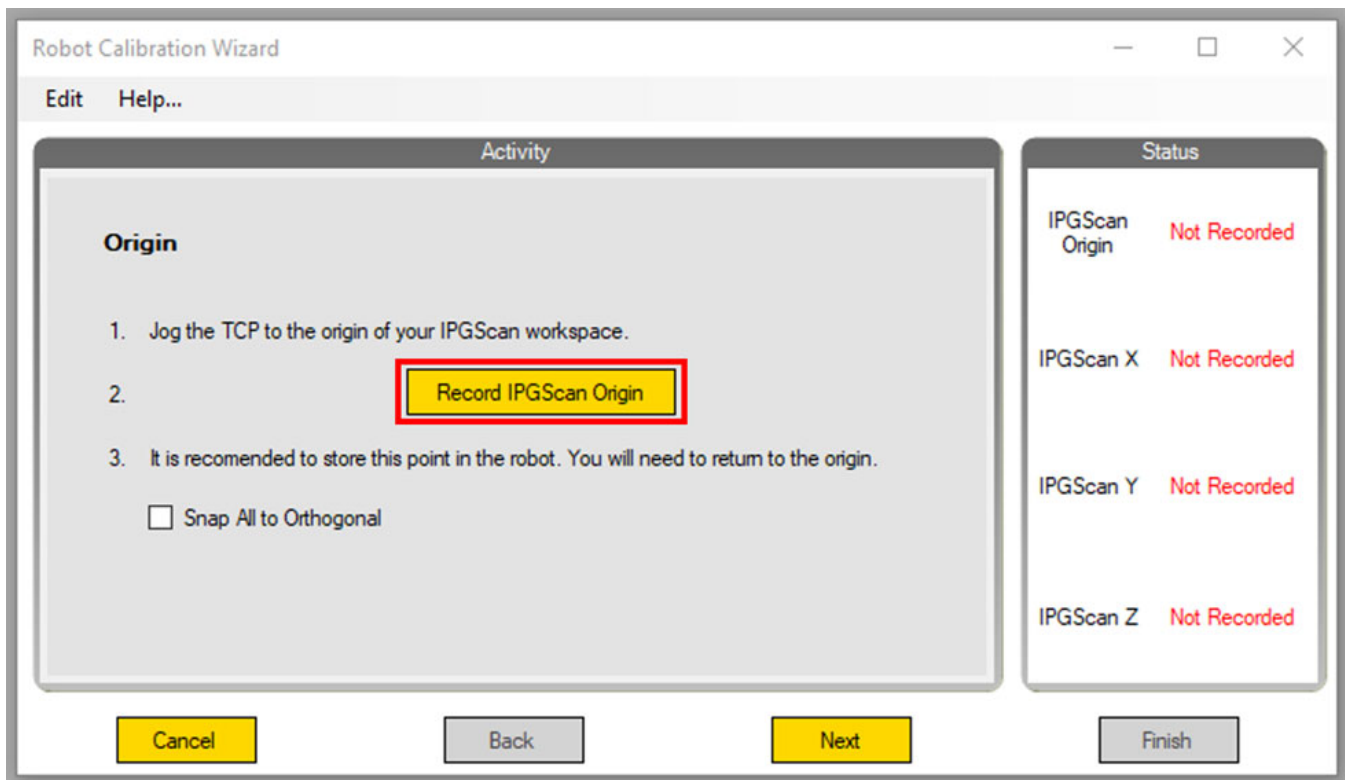 Robot Calibration Wizard
Edit Help...
Activity
Origin
1. Jog the TCP to the origin of your IPGScan workspace.
2. Record IPGScan Origin
3. It is recomended to store this point in the robot. You will need to return to the origin.
Snap All to Orthogonal
Status
IPGScan
Origin
Not Recorded
IPGScan X Not Recorded
IPGScan Y Not Recorded
IPGScan Z Not Recorded
Cancel Back Next Finish